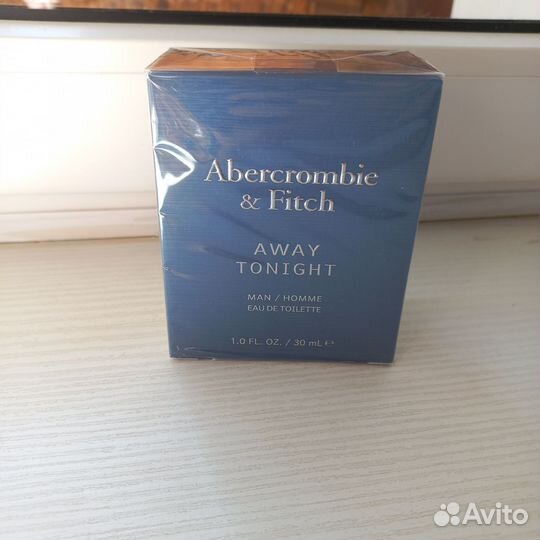 Abercrombie
& Fitch
AWAY
TONIGHT
MAN / HOMME
EAU DE TOILETTE
1.0 FL. OZ. / 30 mL ℮
Avito